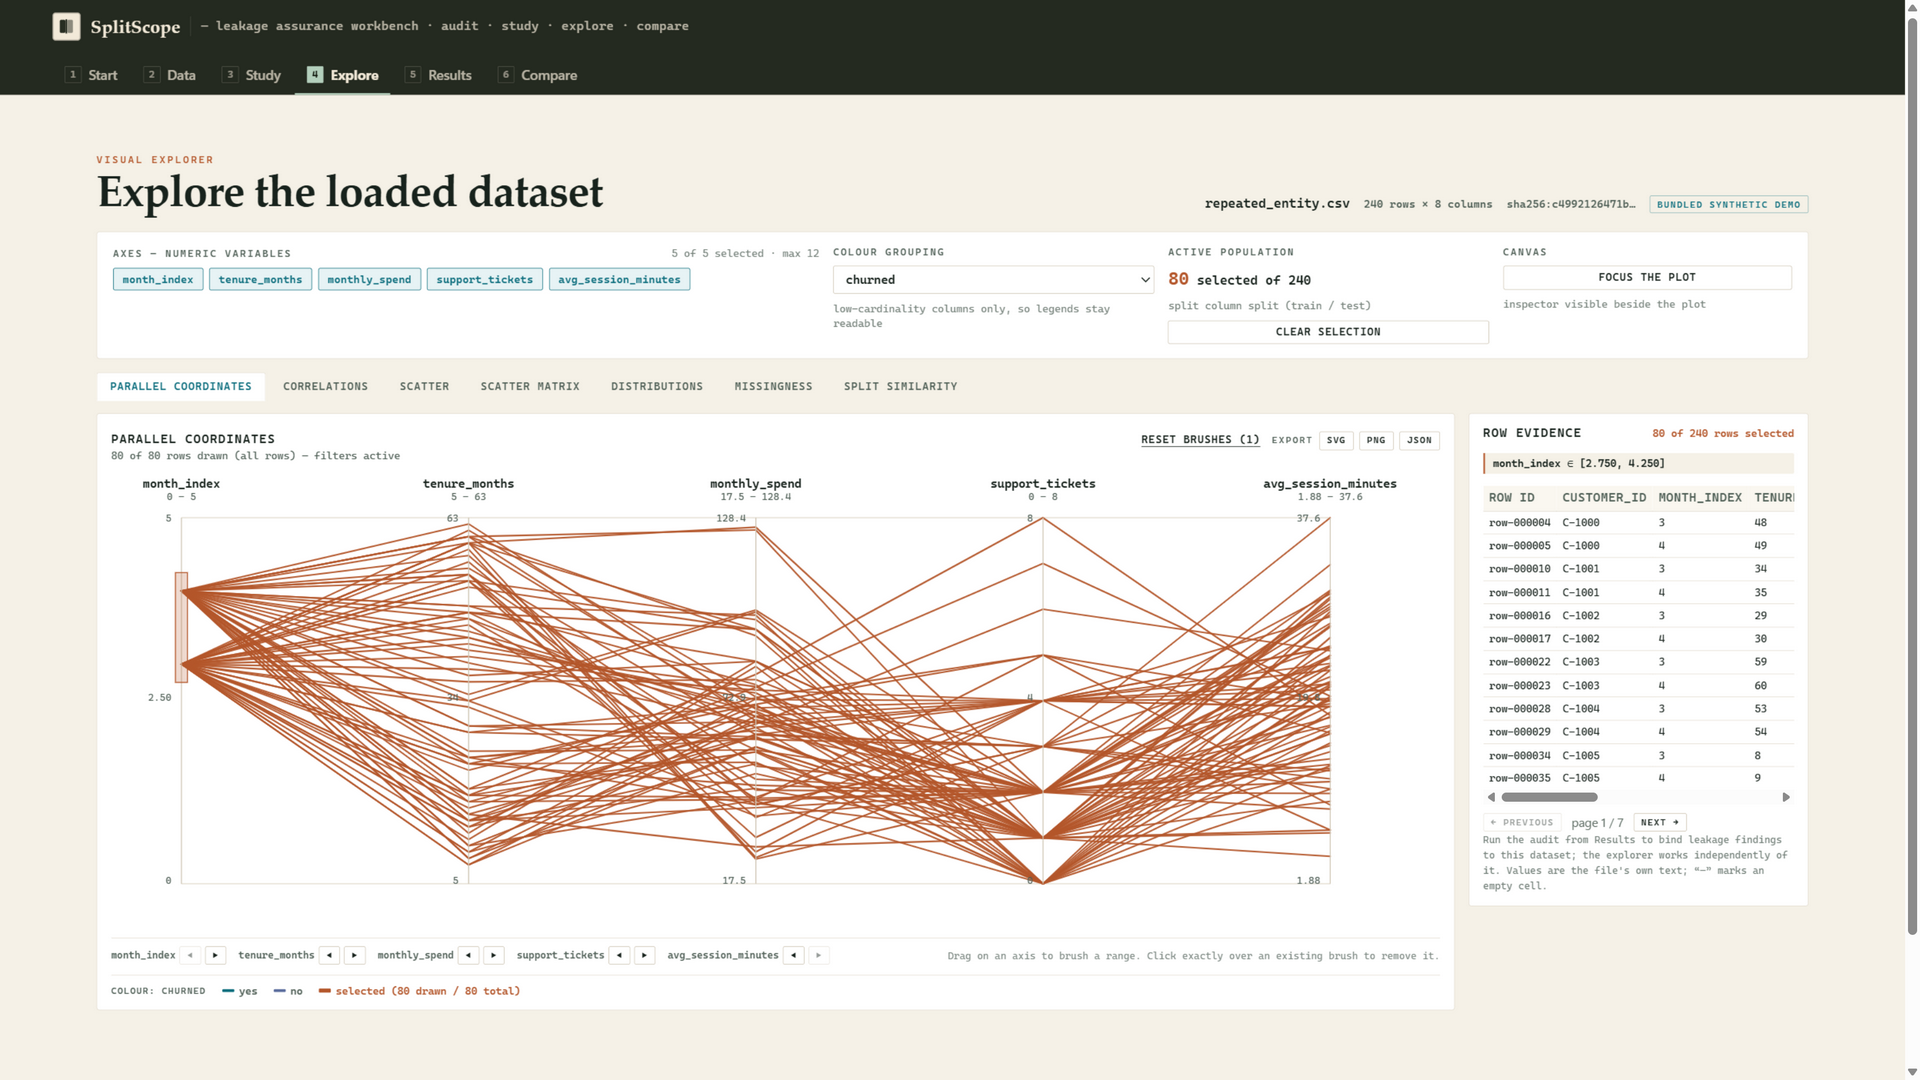 SplitScope — leakage assurance workbench · audit · study · explore · compare
1 Start 2 Data 3 Study 4 Explore 5 Results 6 Compare
VISUAL EXPLORER
Explore the loaded dataset
repeated_entity.csv 240 rows × 8 columns sha256:c4992126471b… BUNDLED SYNTHETIC DEMO
AXES — NUMERIC VARIABLES 5 of 5 selected · max 12
month_index tenure_months monthly_spend support_tickets avg_session_minutes
COLOUR GROUPING
churned
low-cardinality columns only, so legends stay
readable
ACTIVE POPULATION
80 selected of 240
split column split (train / test)
CLEAR SELECTION
CANVAS
FOCUS THE PLOT
inspector visible beside the plot
PARALLEL COORDINATES CORRELATIONS SCATTER SCATTER MATRIX DISTRIBUTIONS MISSINGNESS SPLIT SIMILARITY
PARALLEL COORDINATES
80 of 80 rows drawn (all rows) — filters active
RESET BRUSHES (1) EXPORT SVG PNG JSON
month_index tenure_months monthly_spend support_tickets avg_session_minutes
0 – 5 5 – 63 17.5 – 128.4 0 – 8 1.88 – 37.6
5 63 128.4 8 37.6
2.50 34 4
0 5 17.5 0 1.88
month_index ◂ ▸ tenure_months ◂ ▸ monthly_spend ◂ ▸ support_tickets ◂ ▸ avg_session_minutes ◂ ▸
Drag on an axis to brush a range. Click exactly over an existing brush to remove it.
COLOUR: CHURNED yes no selected (80 drawn / 80 total)
ROW EVIDENCE 80 of 240 rows selected
month_index ∈ [2.750, 4.250]
ROW ID CUSTOMER_ID MONTH_INDEX TENUR
row-000004 C-1000 3 48
row-000005 C-1000 4 49
row-000010 C-1001 3 34
row-000011 C-1001 4 35
row-000016 C-1002 3 29
row-000017 C-1002 4 30
row-000022 C-1003 3 59
row-000023 C-1003 4 60
row-000028 C-1004 3 53
row-000029 C-1004 4 54
row-000034 C-1005 3 8
row-000035 C-1005 4 9
← PREVIOUS page 1 / 7 NEXT →
Run the audit from Results to bind leakage findings
to this dataset; the explorer works independently of
it. Values are the file's own text; “—” marks an
empty cell.